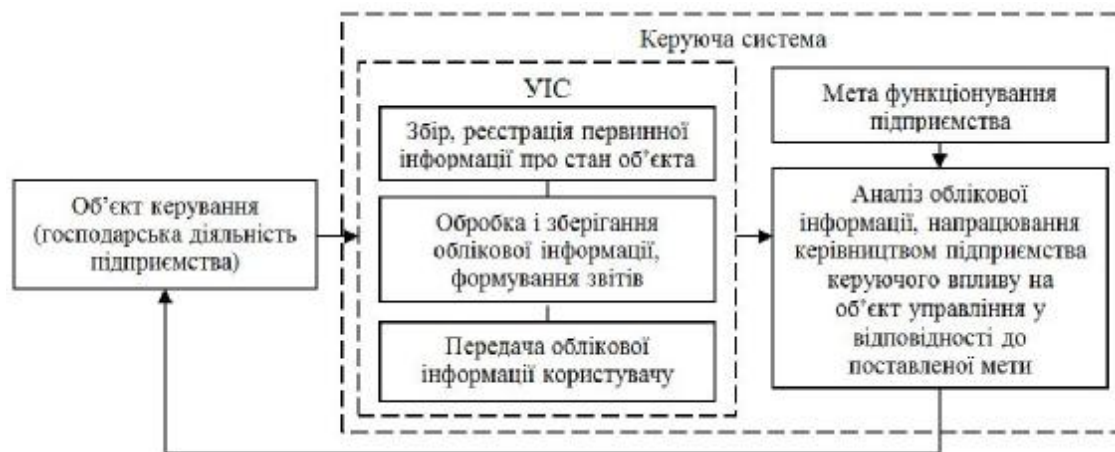 Керуюча система
УІС
Збір, реєстрація первинної
інформації про стан об’єкта
Обробка і зберігання
облікової інформації,
формування звітів
Передача облікової
інформації користувачу
Мета функціонування
підприємства
Аналіз облікової
інформації, напрацювання
керівництвом підприємства
керуючого впливу на
об’єкт управління у
відповідності до
поставленої мети
Об’єкт керування
(господарська діяльність
підприємства)